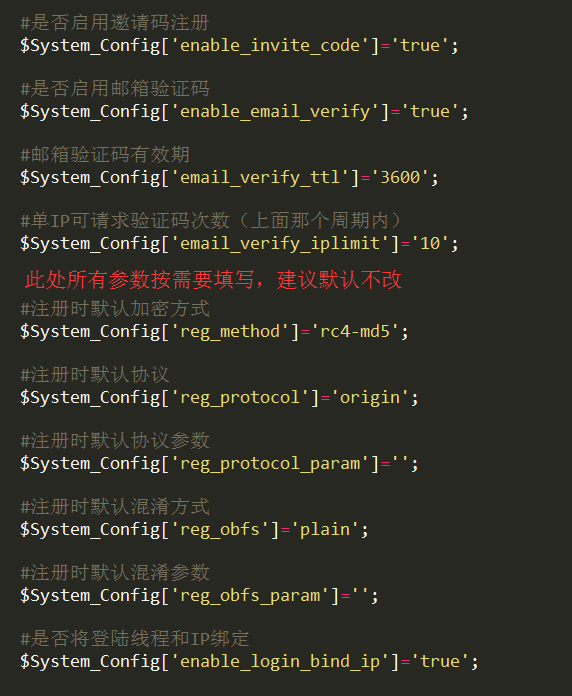 #是否启用邀请码注册
$System_Config['enable_invite_code']='true';
#是否启用邮箱验证码
$System_Config['enable_email_verify']='true';
#邮箱验证码有效期
$System_Config['email_verify_ttl']='3600';
#单IP可请求验证码次数（上面那个周期内）
$System_Config['email_verify_iplimit']='10';
此处所有参数按需要填写，建议默认不改
#注册时默认加密方式
$System_Config['reg_method']='rc4-md5';
#注册时默认协议
$System_Config['reg_protocol']='origin';
#注册时默认协议参数
$System_Config['reg_protocol_param']='';
#注册时默认混淆方式
$System_Config['reg_obfs']='plain';
#注册时默认混淆参数
$System_Config['reg_obfs_param']='';
#是否将登陆线程和IP绑定
$System_Config['enable_login_bind_ip']='true';